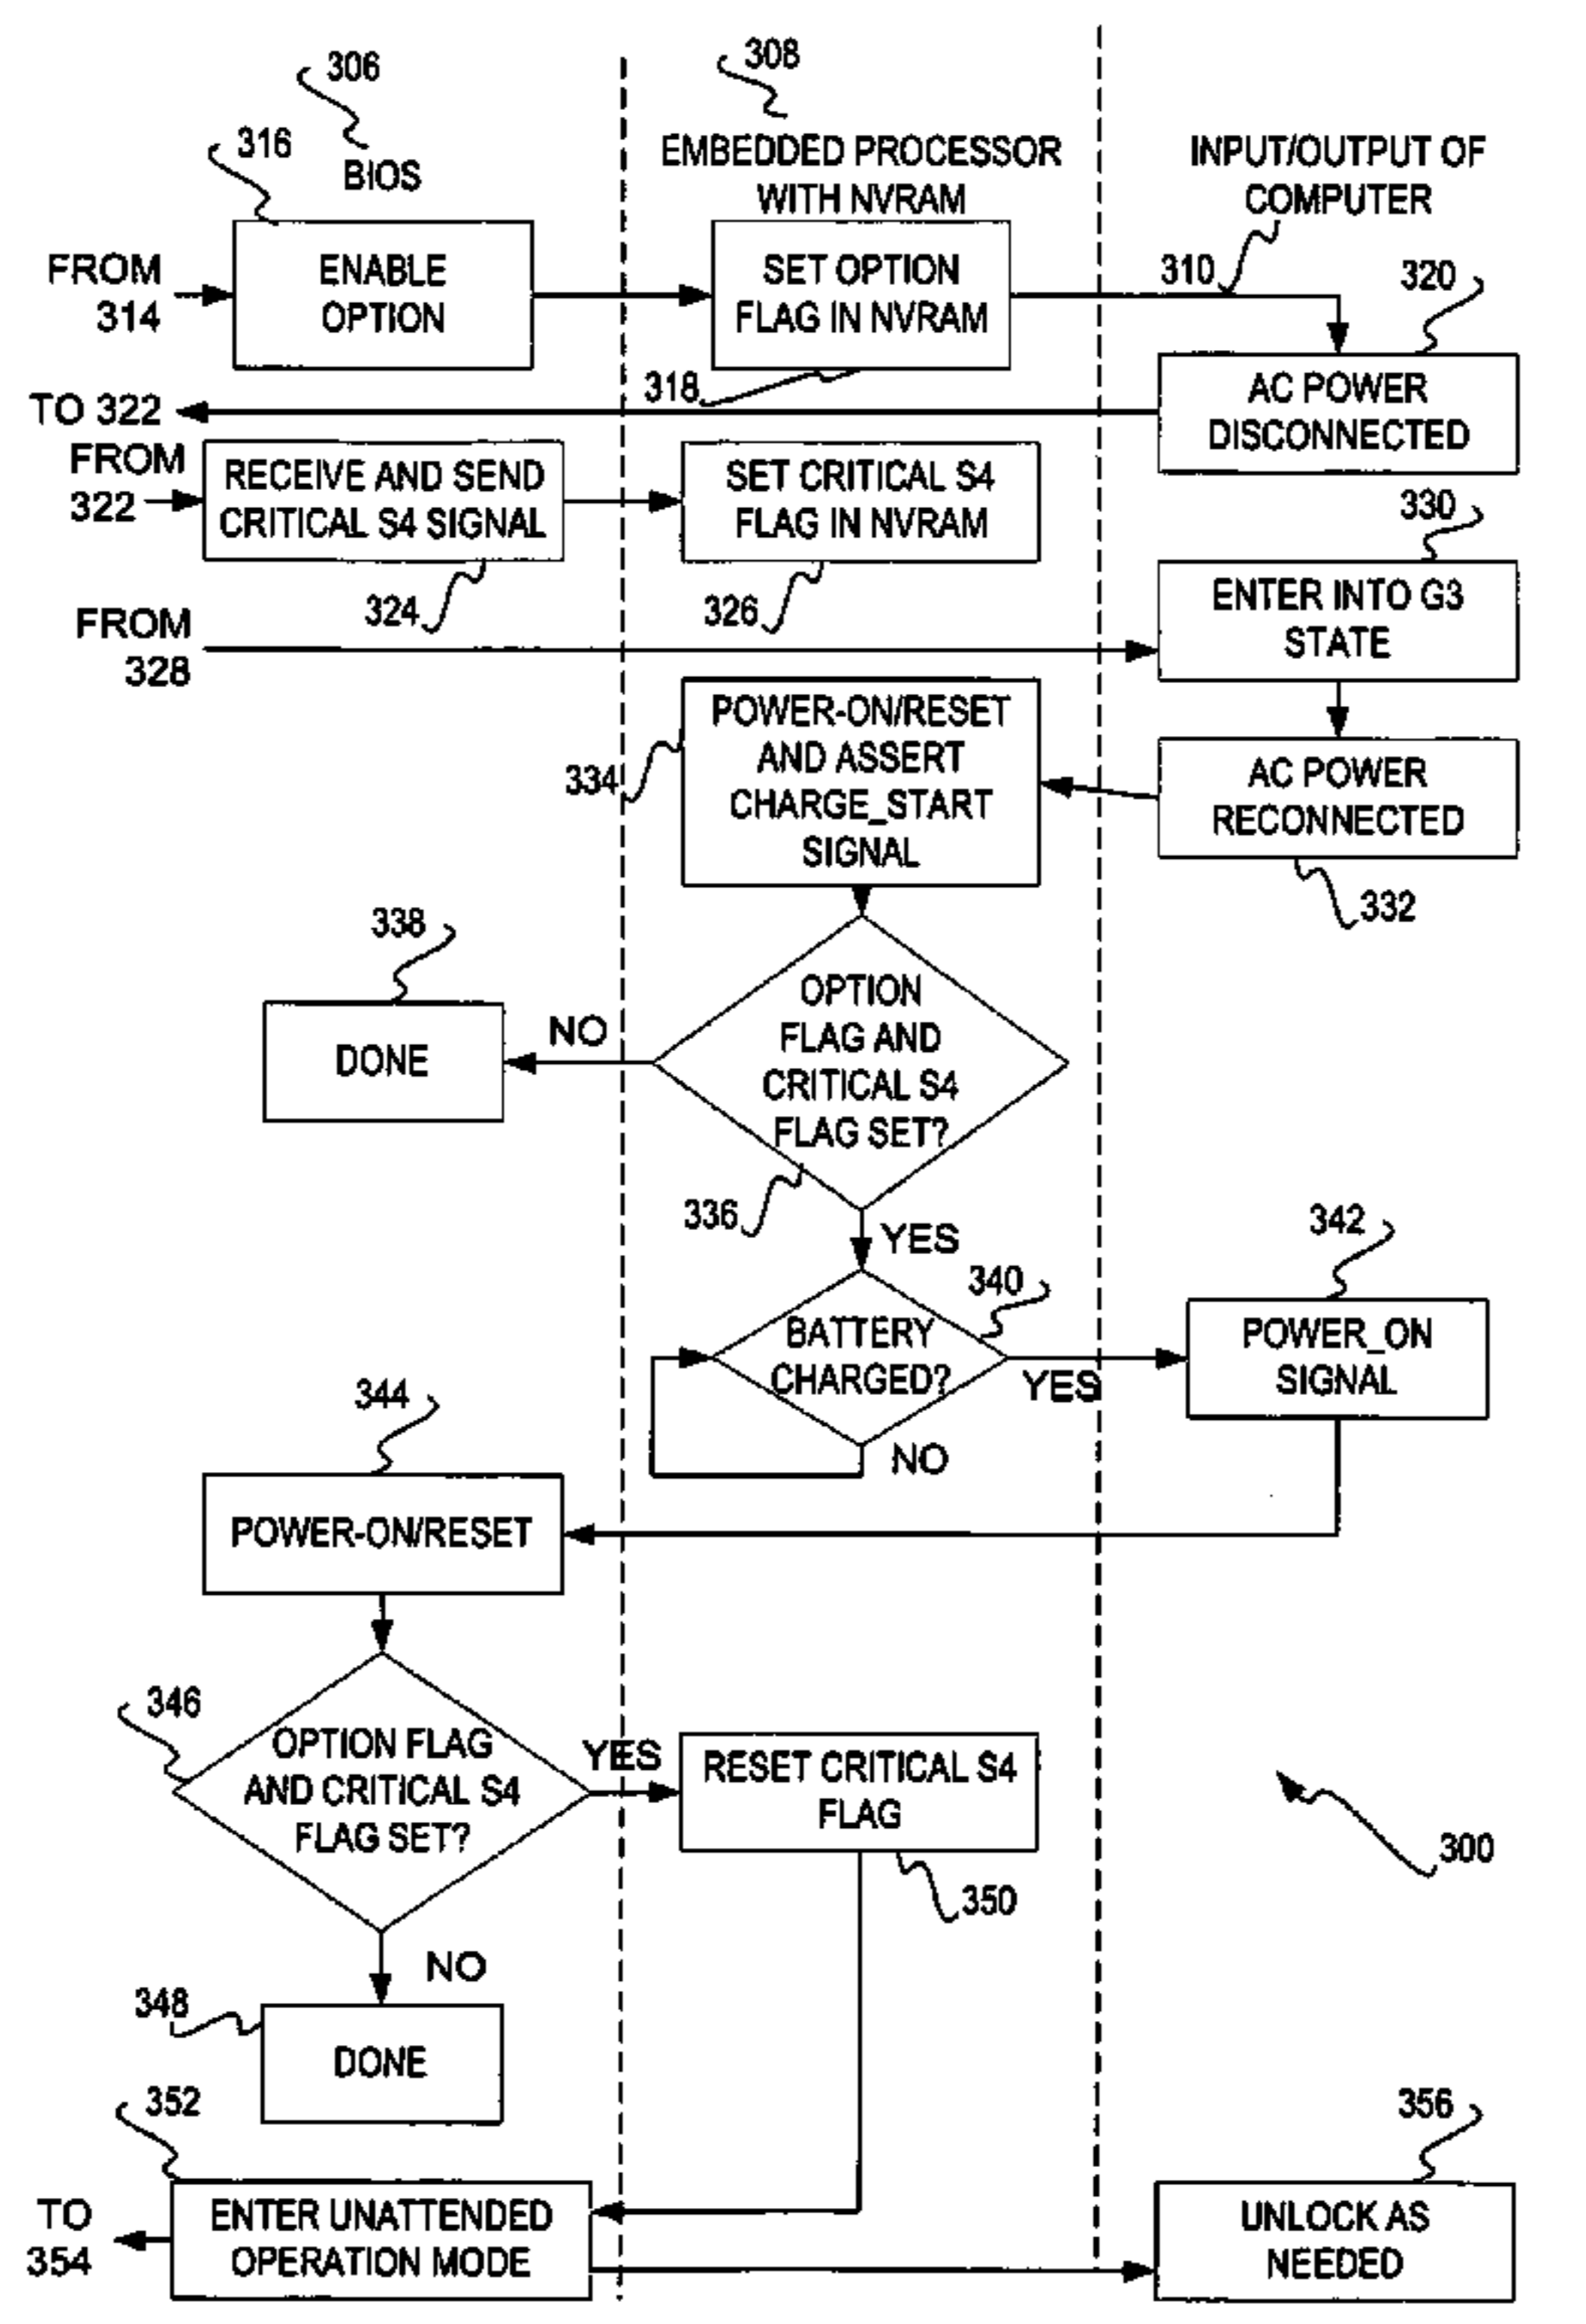 306
308
316
BIOS
EMBEDDED PROCESSOR
WITH NVRAM
INPUT/OUTPUT OF
COMPUTER
FROM
314
ENABLE
OPTION
SET OPTION
FLAG IN NVRAM
310
320
318
AC POWER
DISCONNECTED
TO 322
FROM
322
RECEIVE AND SEND
CRITICAL S4 SIGNAL
SET CRITICAL S4
FLAG IN NVRAM
330
324
326
ENTER INTO G3
STATE
FROM
328
334
POWER-ON/RESET
AND ASSERT
CHARGE_START
SIGNAL
AC POWER
RECONNECTED
332
338
DONE
NO
OPTION
FLAG AND
CRITICAL S4
FLAG SET?
336
YES
340
342
BATTERY
CHARGED?
YES
POWER_ON
SIGNAL
NO
344
POWER-ON/RESET
346
OPTION FLAG
AND CRITICAL S4
FLAG SET?
YES
RESET CRITICAL S4
FLAG
300
350
NO
348
DONE
352
356
TO
354
ENTER UNATTENDED
OPERATION MODE
UNLOCK AS
NEEDED